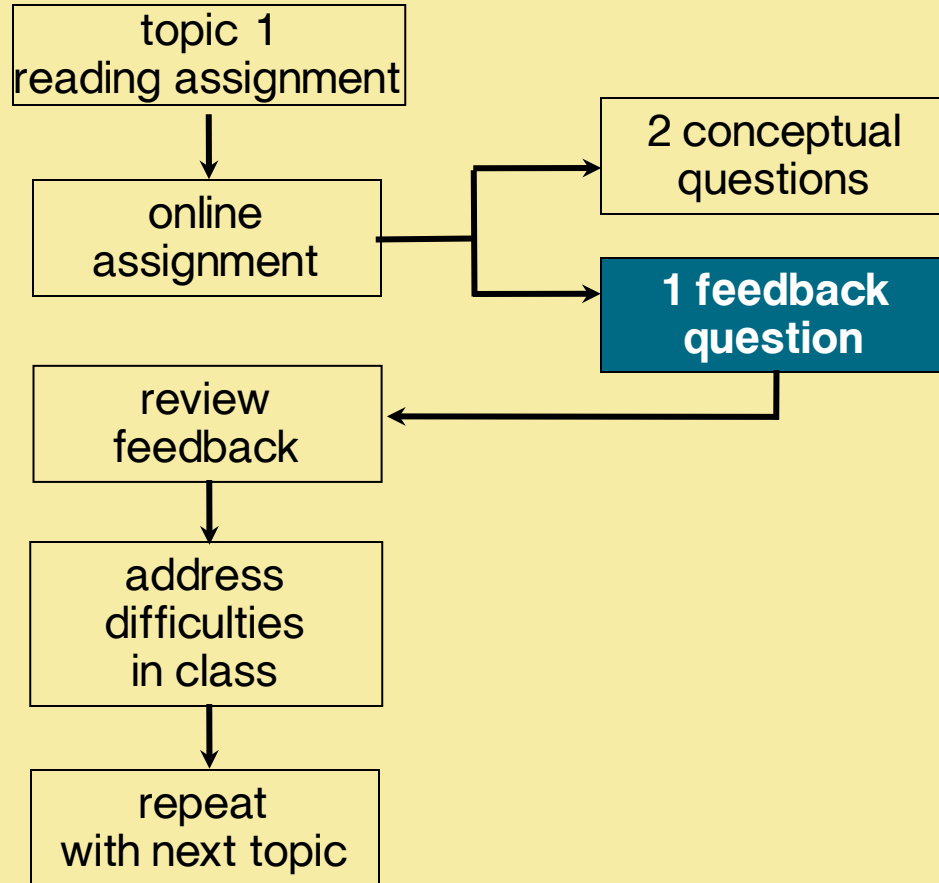 topic 1
reading assignment
online
assignment
2 conceptual
questions
1 feedback
question
review
feedback
address
difficulties
in class
repeat
with next topic